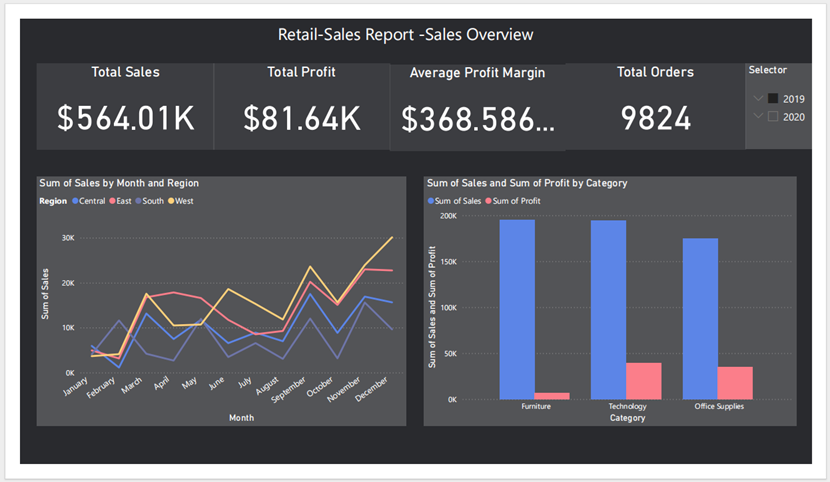 Retail-Sales Report -Sales Overview
Total Sales
$564.01K
Total Profit
$81.64K
Average Profit Margin
$368.586...
Total Orders
9824
Selector
2019
2020
Sum of Sales by Month and Region
Region Central East South West
Sum of Sales
30K
20K
10K
0K
January
February
March
April
May
June
July
August
September
October
November
December
Month
Sum of Sales and Sum of Profit by Category
Sum of Sales Sum of Profit
Sum of Sales and Sum of Profit
200K
150K
100K
50K
0K
Furniture
Technology
Office Supplies
Category